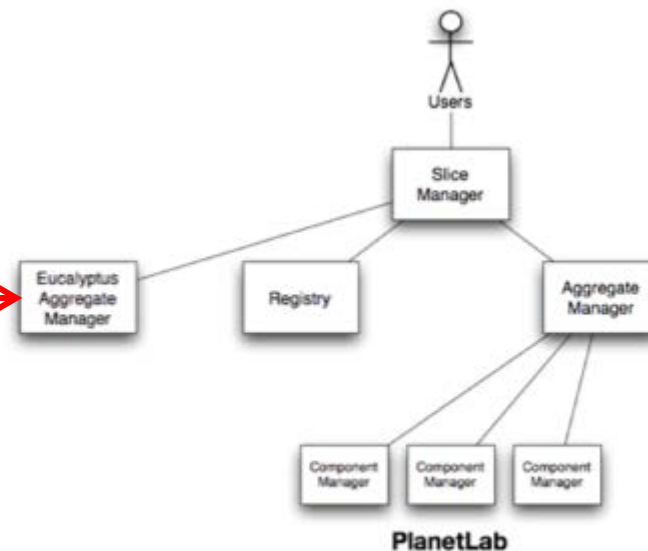 Users
Slice
Manager
Eucalyptus
Aggregate
Manager
Registry
Aggregate
Manager
Component
Manager
Component
Manager
Component
Manager
PlanetLab